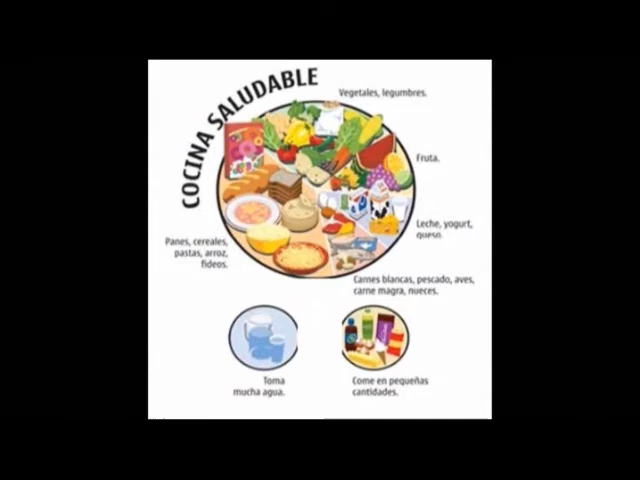 COCINA SALUDABLE
Vegetales, legumbres.
Fruta.
Leche, yogurt,
queso.
Panes, cereales,
pastas, arroz,
fideos.
Carnes blancas, pescado, aves,
carne magra, nueces.
Toma
mucha agua.
Come en pequeñas
cantidades.